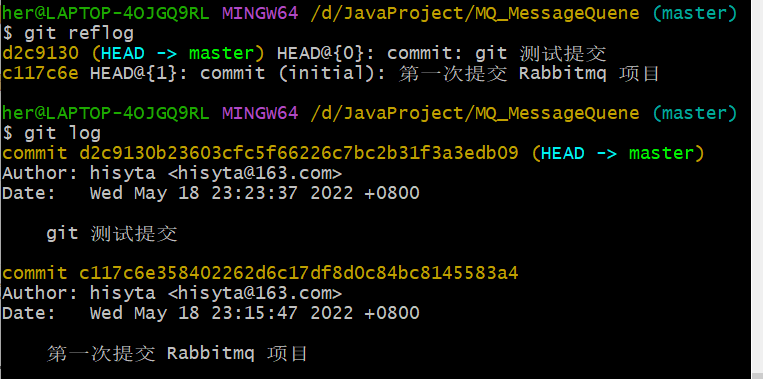 her@LAPTOP-4OJGQ9RL MINGW64 /d/JavaProject/MQ_MessageQuene (master)
$ git reflog
d2c9130 (HEAD -> master) HEAD@{0}: commit: git 测试提交
c117c6e HEAD@{1}: commit (initial): 第一次提交 Rabbitmq 项目
her@LAPTOP-4OJGQ9RL MINGW64 /d/JavaProject/MQ_MessageQuene (master)
$ git log
commit d2c9130b23603cfc5f66226c7bc2b31f3a3edb09 (HEAD -> master)
Author: hisyta <hisyta@163.com>
Date:   Wed May 18 23:23:37 2022 +0800
git 测试提交
commit c117c6e358402262d6c17df8d0c84bc8145583a4
Author: hisyta <hisyta@163.com>
Date:   Wed May 18 23:15:47 2022 +0800
第一次提交 Rabbitmq 项目